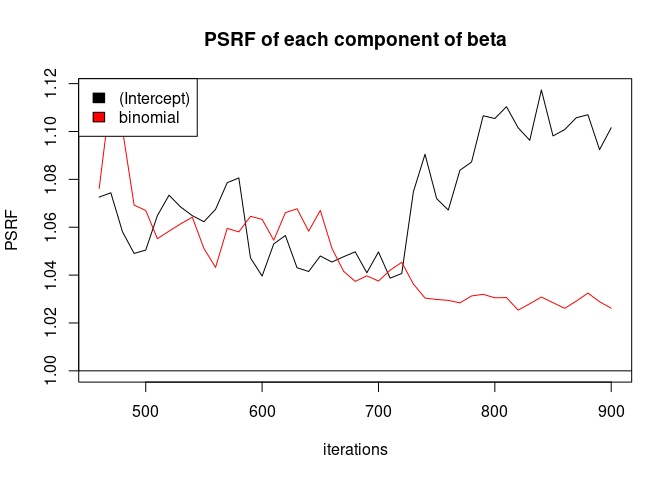 PSRF of each component of beta
(Intercept)
binomial
PSRF
1.12
1.10
1.08
1.06
1.04
1.02
1.00
500 600 700 800 900
iterations